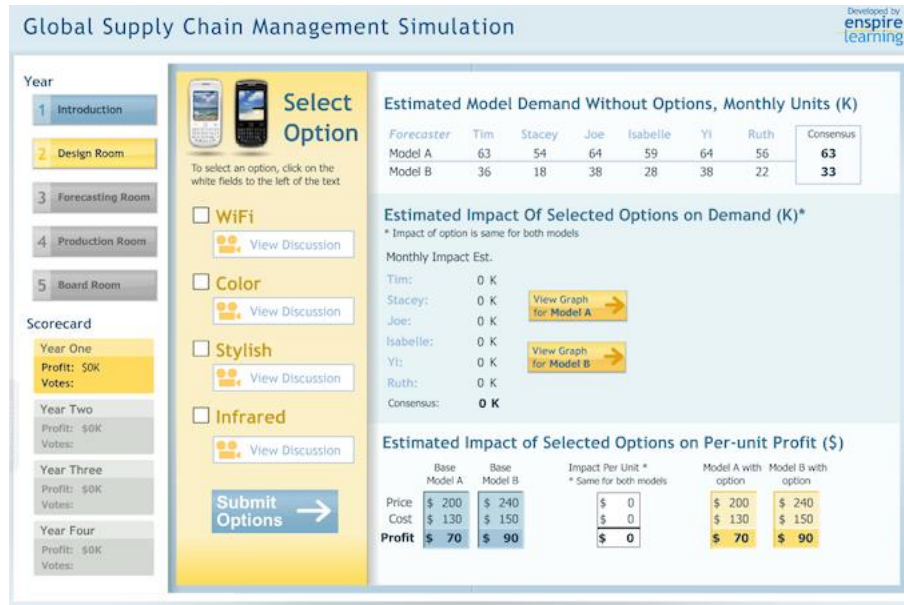 Global Supply Chain Management Simulation
Developed by
enspire
learning
Year
1 Introduction
2 Design Room
3 Forecasting Room
4 Production Room
5 Board Room
Scorecard
Year One
Profit: $0K
Votes:
Year Two
Profit: $0K
Votes:
Year Three
Profit: $0K
Votes:
Year Four
Profit: $0K
Votes:
Select
Option
To select an option, click on the
white fields to the left of the text
WiFi
View Discussion
Color
View Discussion
Stylish
View Discussion
Infrared
View Discussion
Submit
Options
Estimated Model Demand Without Options, Monthly Units (K)
Forecaster Tim Stacey Joe Isabelle Yi Ruth Consensus
Model A 63 54 64 59 64 56 63
Model B 36 18 38 28 38 22 33
Estimated Impact Of Selected Options on Demand (K)*
* Impact of option is same for both models
Monthly Impact Est.
Tim: 0 K
Stacey: 0 K
Joe: 0 K
Isabelle: 0 K
Yi: 0 K
Ruth: 0 K
Consensus: 0 K
View Graph
for Model A
View Graph
for Model B
Estimated Impact of Selected Options on Per-unit Profit ($)
Base Base Impact Per Unit * Model A with Model B with
Model A Model B * Same for both models option option
Price $ 200 $ 240 $ 0 $ 200 $ 240
Cost $ 130 $ 150 $ 0 $ 130 $ 150
Profit $ 70 $ 90 $ 0 $ 70 $ 90